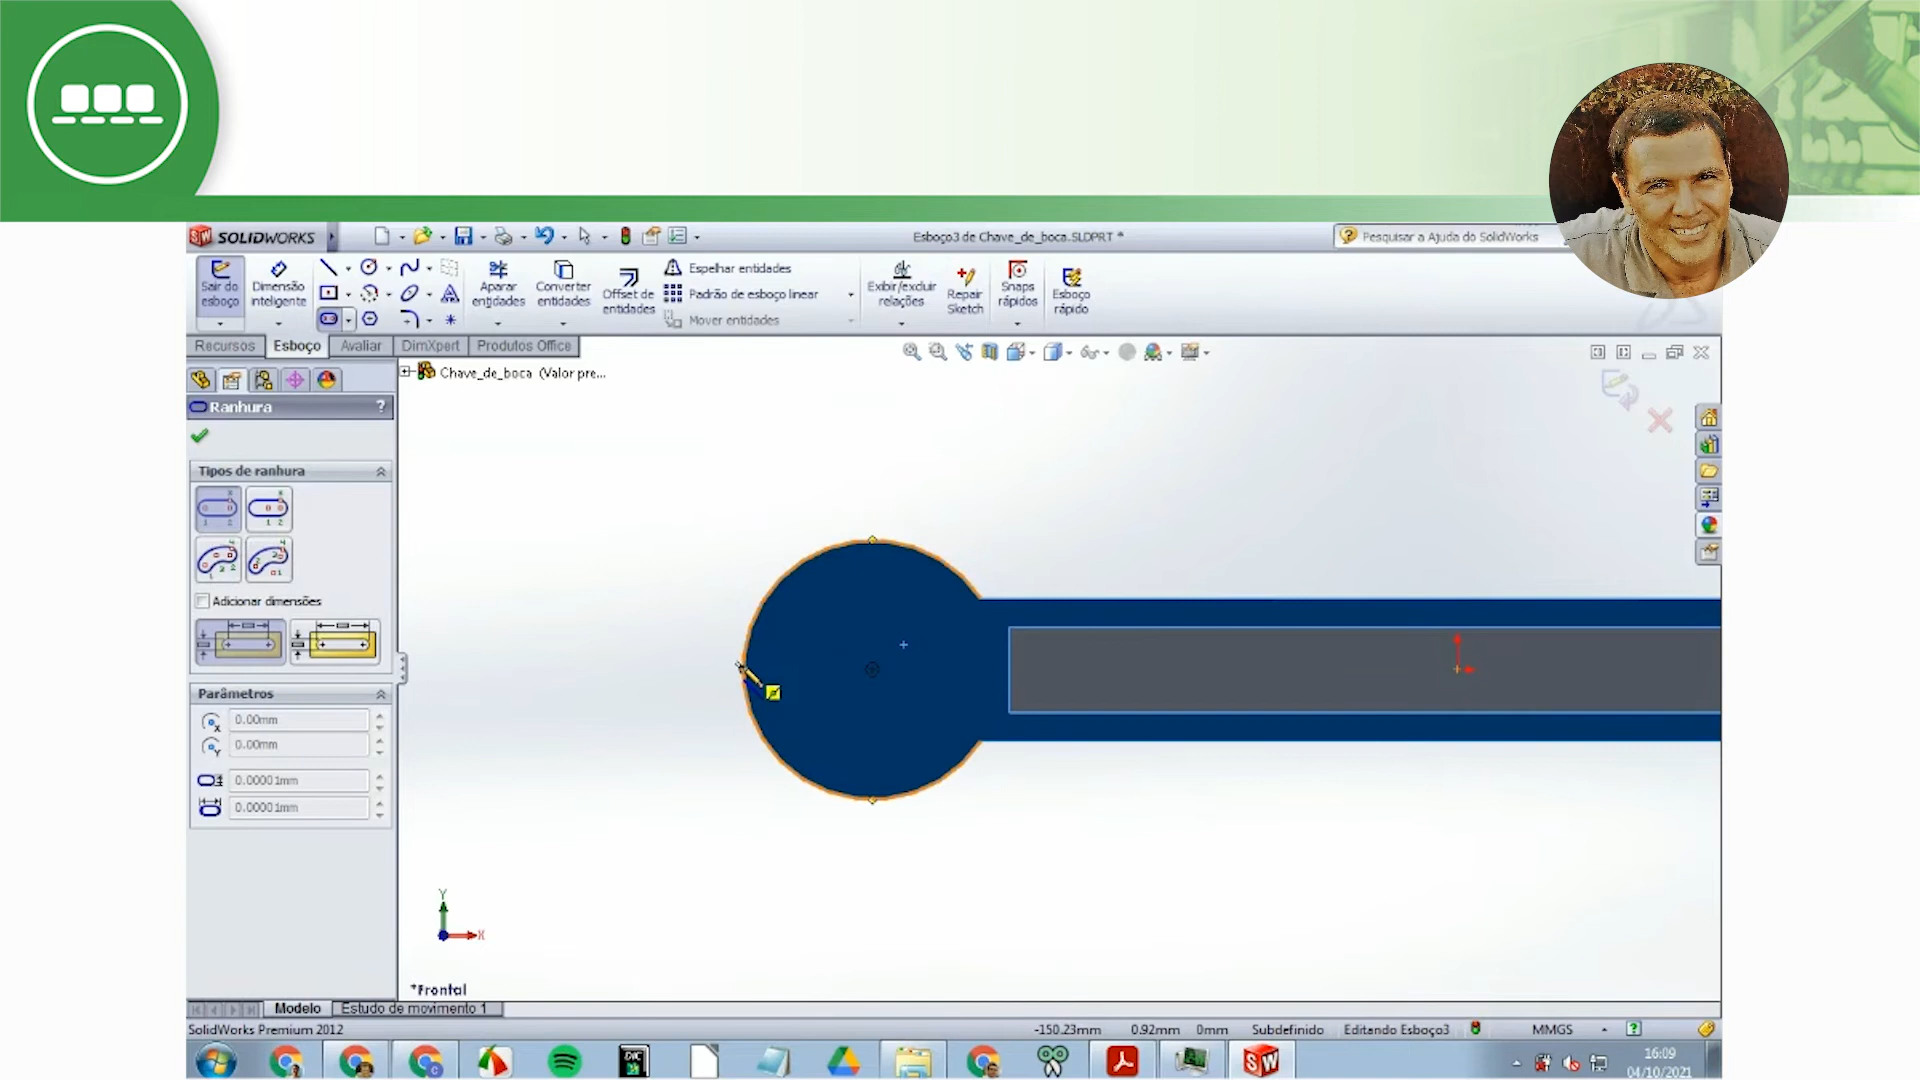 SOLIDWORKS
Esboço3 de Chave_de_boca.SLDPRT *
Pesquisar a Ajuda do SolidWorks
Sair do esboço
Dimensão inteligente
Aparar entidades
Converter entidades
Offset de entidades
Espelhar entidades
Padrão de esboço linear
Mover entidades
Exibir/excluir relações
Repair Sketch
Snaps rápidos
Esboço rápido
Recursos
Esboço
Avaliar
DimXpert
Produtos Office
Chave_de_boca (Valor pre...
Ranhura
?
Tipos de ranhura
Adicionar dimensões
Parâmetros
0.00mm
0.00mm
0.00001mm
0.00001mm
Y
X
*Frontal
Modelo
Estudo de movimento 1
SolidWorks Premium 2012
-150.23mm
0.92mm
0mm
Subdefinido
Editando Esboço3
MMGS
16:09
04/10/2021